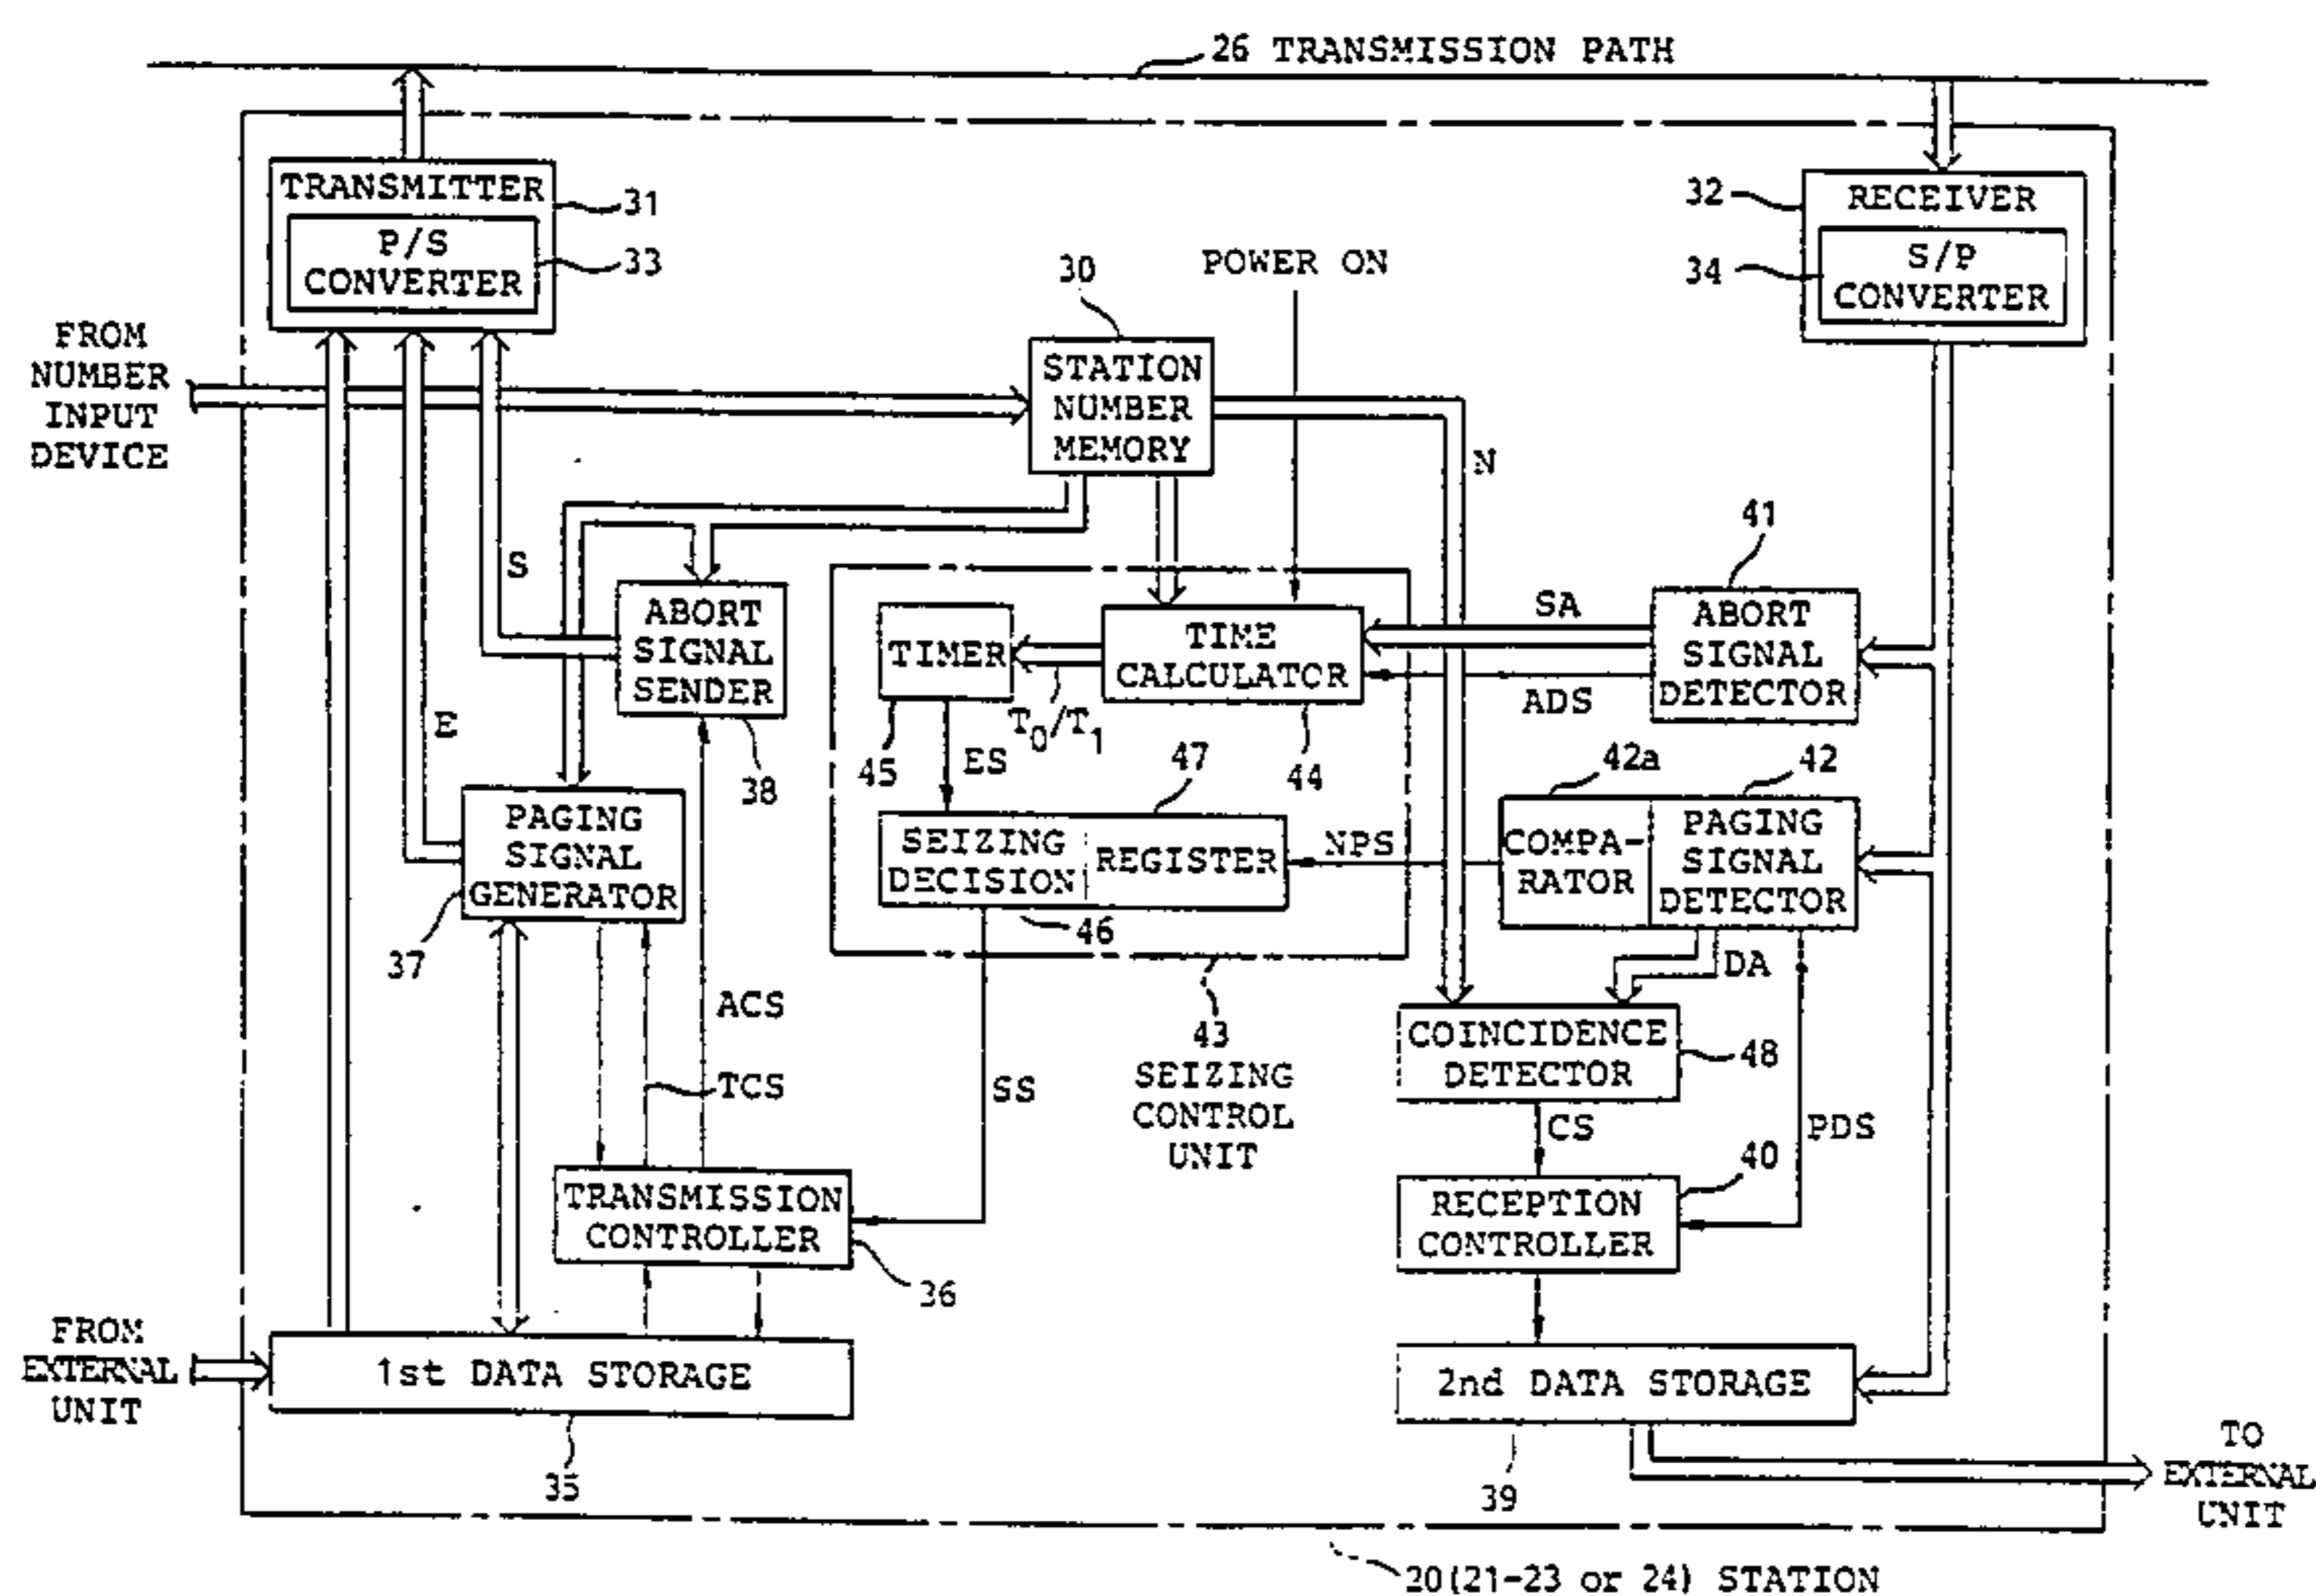 26 TRANSMISSION PATH
TRANSMITTER
31
P/S
CONVERTER
33
32
RECEIVER
34
S/P
CONVERTER
FROM
NUMBER
INPUT
DEVICE
30
POWER ON
STATION
NUMBER
MEMORY
N
S
E
ABORT
SIGNAL
SENDER
38
TIMER
45
TIME
CALCULATOR
44
T0/T1
ES
SA
ADS
41
ABORT
SIGNAL
DETECTOR
PAGING
SIGNAL
GENERATOR
37
47
SEIZING
DECISION
REGISTER
46
NPS
42a
42
COMPA-
RATOR
PAGING
SIGNAL
DETECTOR
DA
ACS
TCS
SS
43
SEIZING
CONTROL
UNIT
COINCIDENCE
DETECTOR
48
CS
PDS
40
TRANSMISSION
CONTROLLER
36
RECEPTION
CONTROLLER
FROM
EXTERNAL
UNIT
1st DATA STORAGE
35
2nd DATA STORAGE
39
TO
EXTERNAL
UNIT
20(21-23 or 24) STATION